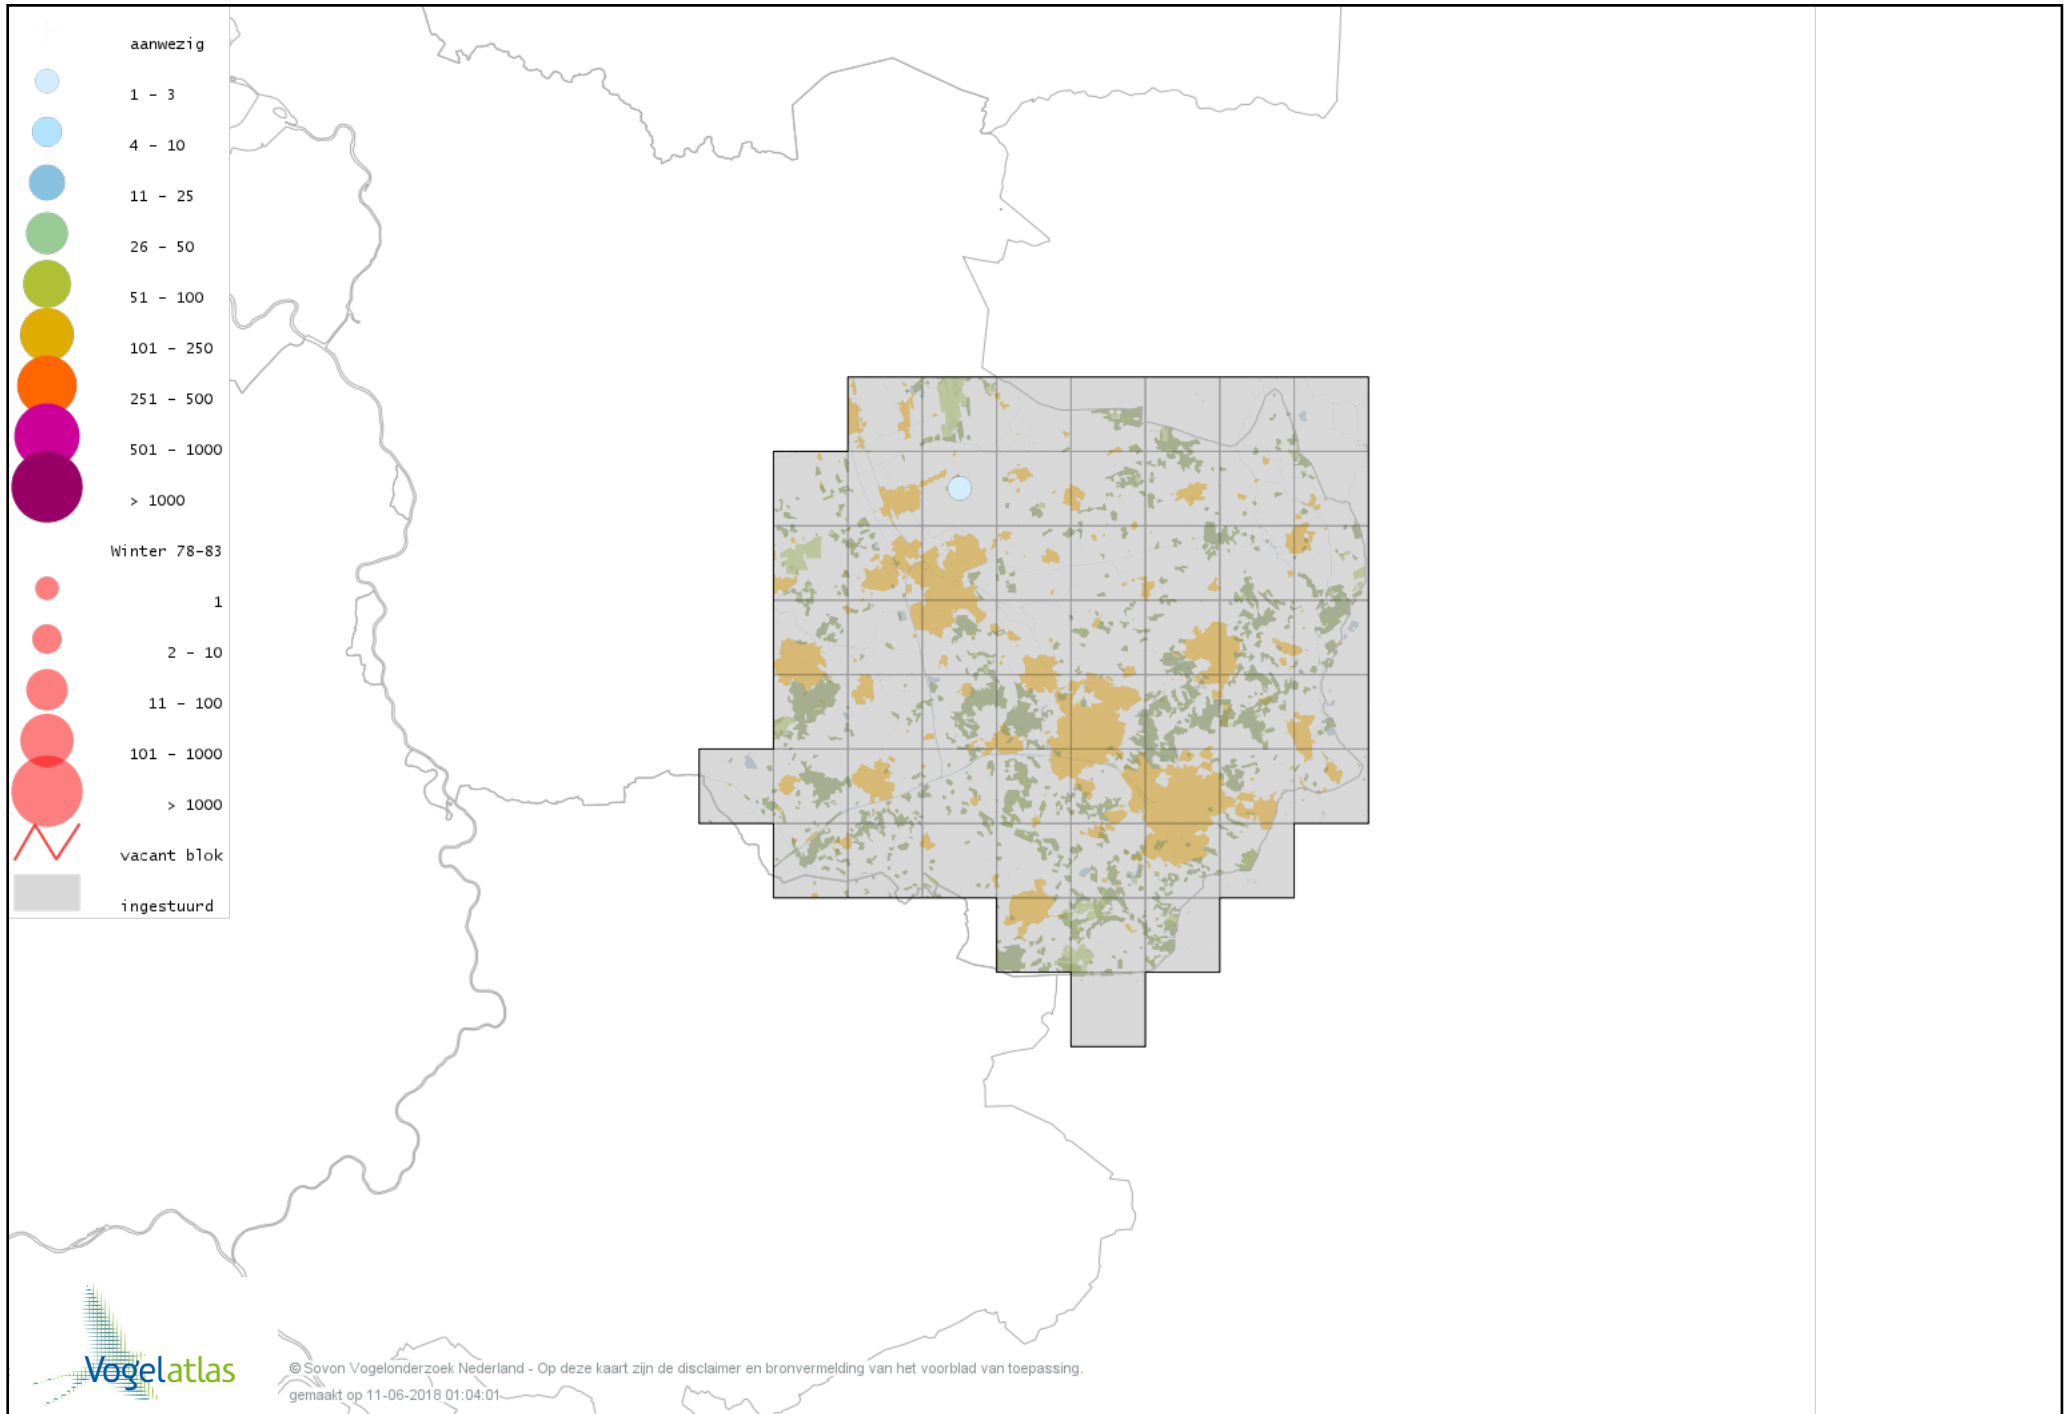 aanwezig
1 - 3
4 - 10
11 - 25
26 - 50
51 - 100
101 - 250
251 - 500
501 - 1000
> 1000
Winter 78-83
1
2 - 10
11 - 100
101 - 1000
> 1000
vacant blok
ingestuurd
Vogelatlas
© Sovon Vogelonderzoek Nederland - Op deze kaart zijn de disclaimer en bronvermelding van het voorblad van toepassing.
gemaakt op 11-06-2018 01:04:01